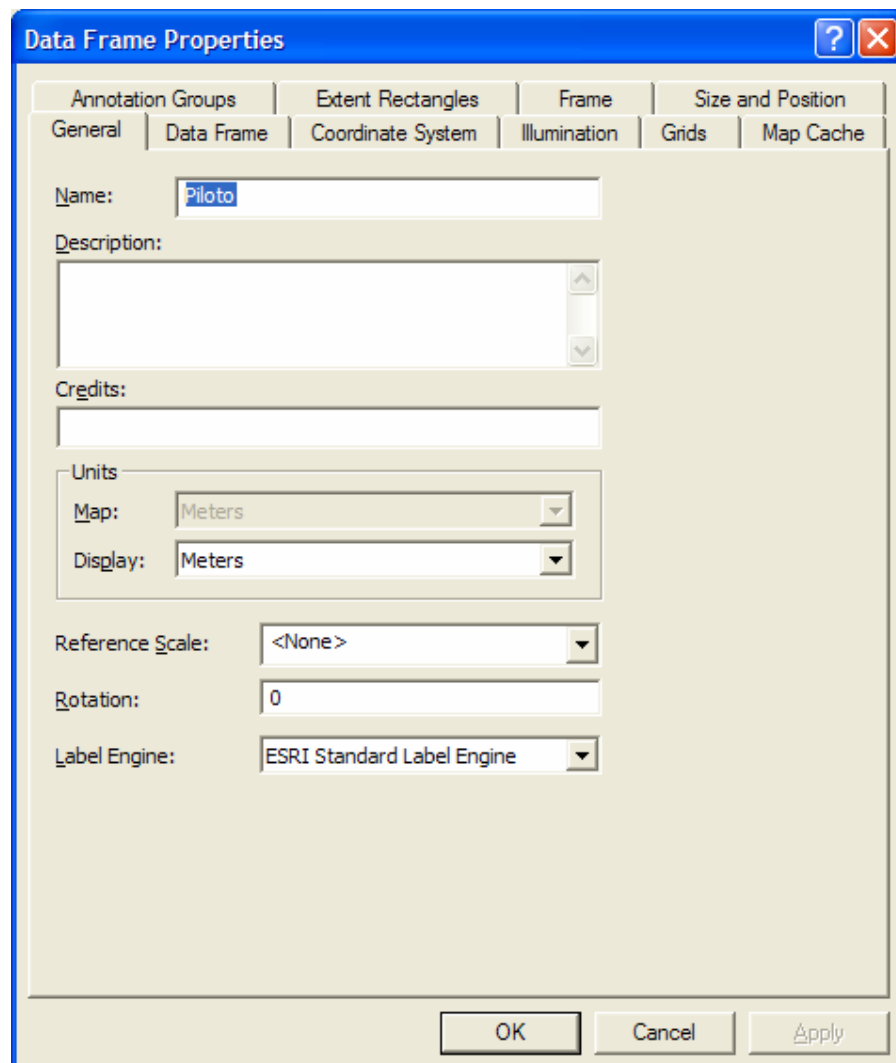 Data Frame Properties
Annotation Groups Extent Rectangles Frame Size and Position
General Data Frame Coordinate System Illumination Grids Map Cache
Name: Piloto
Description:
Credits:
Units
Map: Meters
Display: Meters
Reference Scale: <None>
Rotation: 0
Label Engine: ESRI Standard Label Engine
OK Cancel Apply